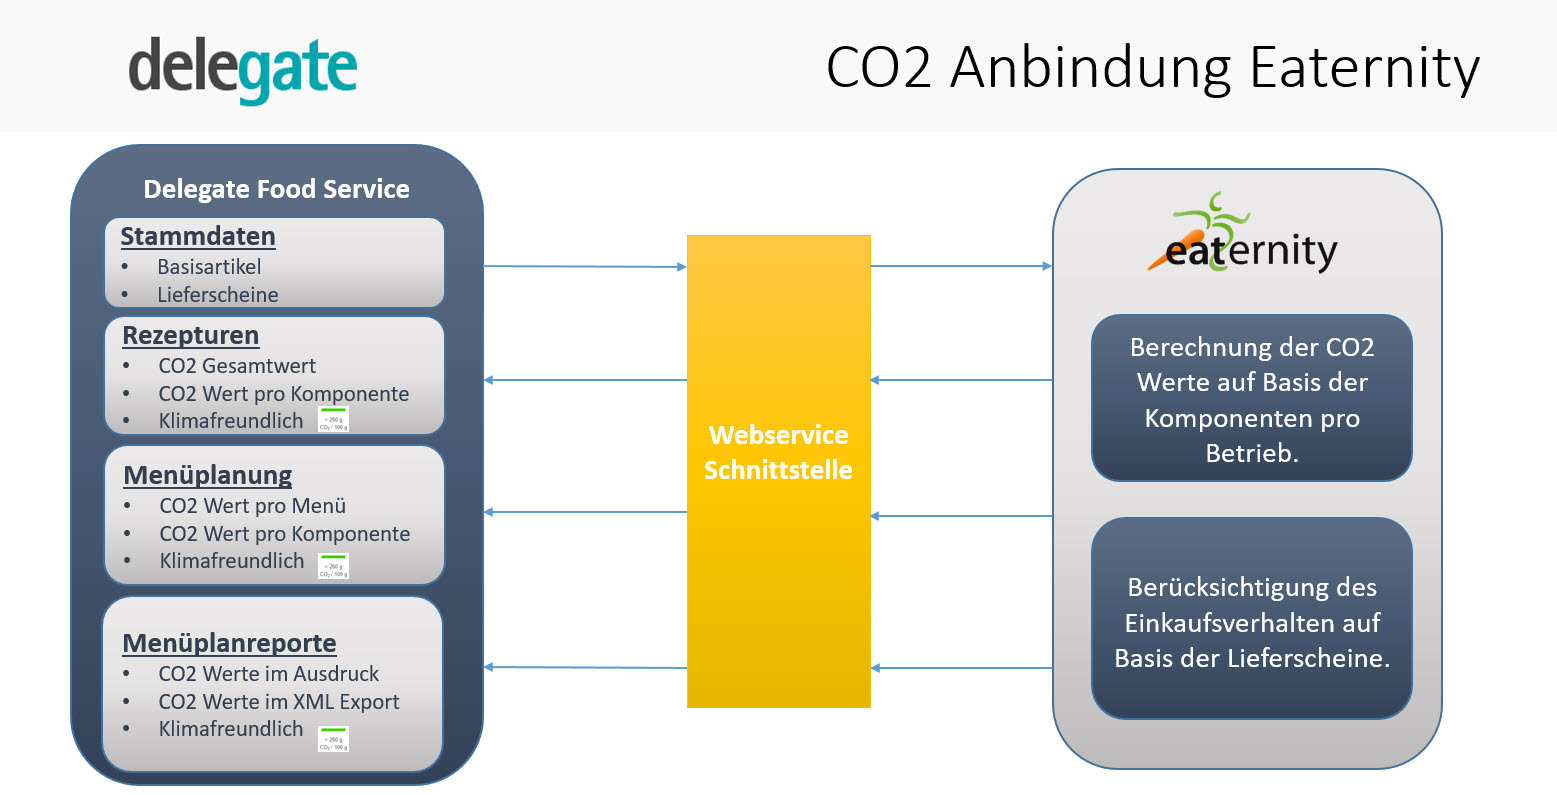 delegate
CO2 Anbindung Eaternity
Delegate Food Service
Stammdaten
• Basisartikel
• Lieferscheine
Rezepturen
• CO2 Gesamtwert
• CO2 Wert pro Komponente
• Klimafreundlich
< 260 g
CO₂ / 100 g
Menüplanung
• CO2 Wert pro Menü
• CO2 Wert pro Komponente
• Klimafreundlich
< 260 g
CO₂ / 100 g
Menüplanreporte
• CO2 Werte im Ausdruck
• CO2 Werte im XML Export
• Klimafreundlich
< 260 g
CO₂ / 100 g
Webservice
Schnittstelle
eaternity
Berechnung der CO2
Werte auf Basis der
Komponenten pro
Betrieb.
Berücksichtigung des
Einkaufsverhalten auf
Basis der Lieferscheine.